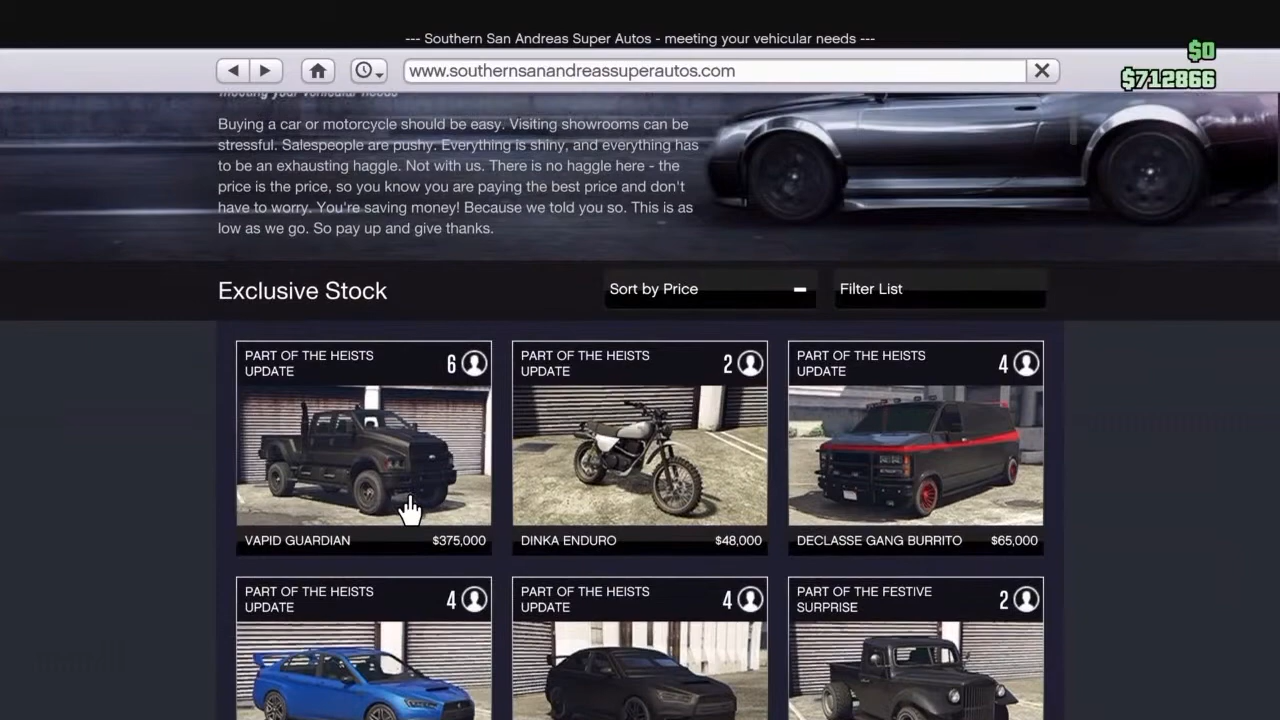 --- Southern San Andreas Super Autos - meeting your vehicular needs ---
$0
www.southernsanandreassuperautos.com
$712866
meeting your vehicular needs
Buying a car or motorcycle should be easy. Visiting showrooms can be
stressful. Salespeople are pushy. Everything is shiny, and everything has
to be an exhausting haggle. Not with us. There is no haggle here - the
price is the price, so you know you are paying the best price and don't
have to worry. You're saving money! Because we told you so. This is as
low as we go. So pay up and give thanks.
Exclusive Stock
Sort by Price
Filter List
PART OF THE HEISTS
UPDATE
6
VAPID GUARDIAN $375,000
PART OF THE HEISTS
UPDATE
2
DINKA ENDURO $48,000
PART OF THE HEISTS
UPDATE
4
DECLASSE GANG BURRITO $65,000
PART OF THE HEISTS
UPDATE
4
PART OF THE HEISTS
UPDATE
4
PART OF THE FESTIVE
SURPRISE
2